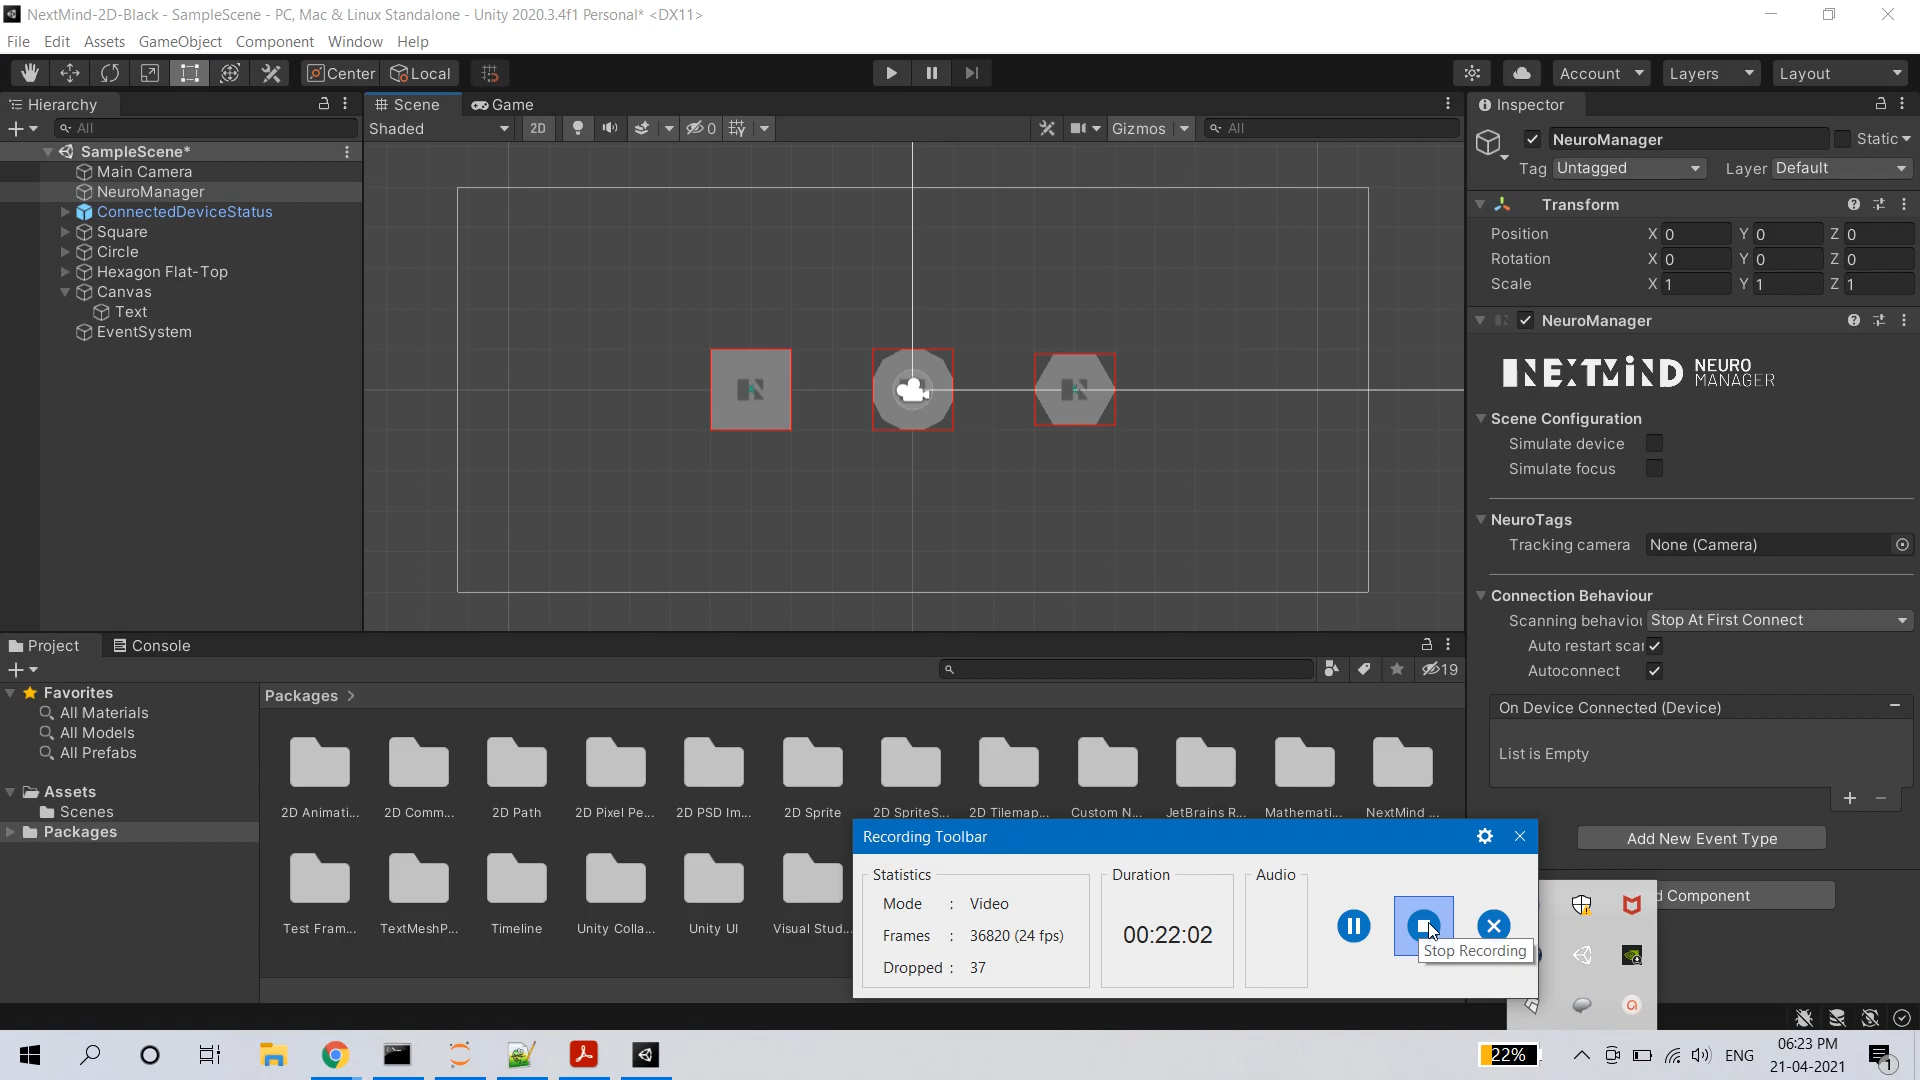 NextMind-2D-Black - SampleScene - PC, Mac & Linux Standalone - Unity 2020.3.4f1 Personal* <DX11>
File Edit Assets GameObject Component Window Help
Center Local Account Layers Layout
Hierarchy
All
SampleScene*
Main Camera
NeuroManager
ConnectedDeviceStatus
Square
Circle
Hexagon Flat-Top
Canvas
Text
EventSystem
Scene Game
Shaded 2D 0 Gizmos All
Inspector
NeuroManager Static
Tag Untagged Layer Default
Transform
Position X 0 Y 0 Z 0
Rotation X 0 Y 0 Z 0
Scale X 1 Y 1 Z 1
NeuroManager
NEXTMIND NEURO MANAGER
Scene Configuration
Simulate device
Simulate focus
NeuroTags
Tracking camera None (Camera)
Connection Behaviour
Scanning behaviou Stop At First Connect
Auto restart scar
Autoconnect
On Device Connected (Device)
List is Empty
Add New Event Type
d Component
Project Console
19
Favorites
All Materials
All Models
All Prefabs
Assets
Scenes
Packages
Packages >
2D Animati... 2D Comm... 2D Path 2D Pixel Pe... 2D PSD Im... 2D Sprite 2D SpriteS... 2D Tilemap... Custom N... JetBrains R... Mathemati... NextMind ...
Test Fram... TextMeshP... Timeline Unity Colla... Unity UI Visual Stud...
Recording Toolbar
Statistics
Mode : Video
Frames : 36820 (24 fps)
Dropped : 37
Duration
00:22:02
Audio
Stop Recording
22% ENG
06:23 PM
21-04-2021
1